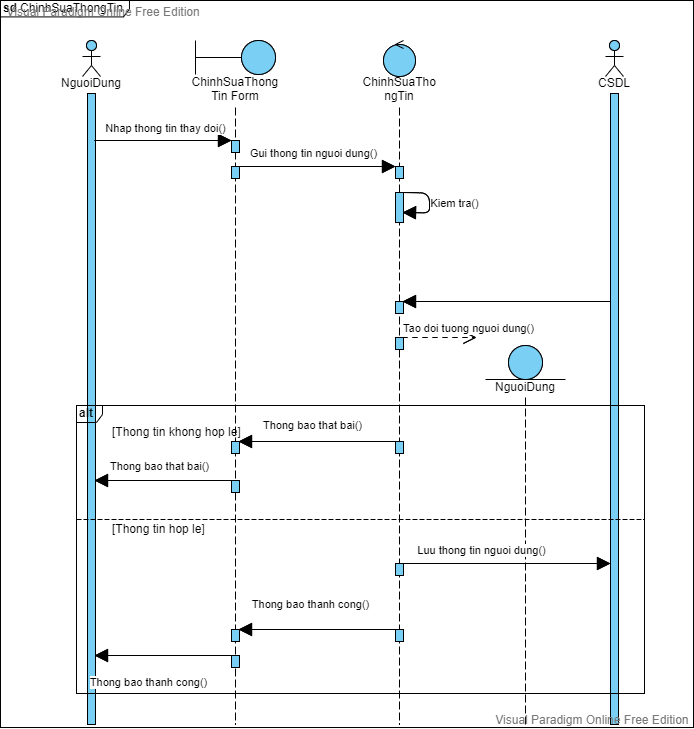 sd ChinhSuaThongTin
Visual Paradigm Online Free Edition
NguoiDung
ChinhSuaThong
Tin Form
ChinhSuaTho
ngTin
CSDL
Nhap thong tin thay doi()
Gui thong tin nguoi dung()
Kiem tra()
Tao doi tuong nguoi dung()
NguoiDung
alt
[Thong tin khong hop le]
Thong bao that bai()
Thong bao that bai()
[Thong tin hop le]
Luu thong tin nguoi dung()
Thong bao thanh cong()
Thong bao thanh cong()
Visual Paradigm Online Free Edition